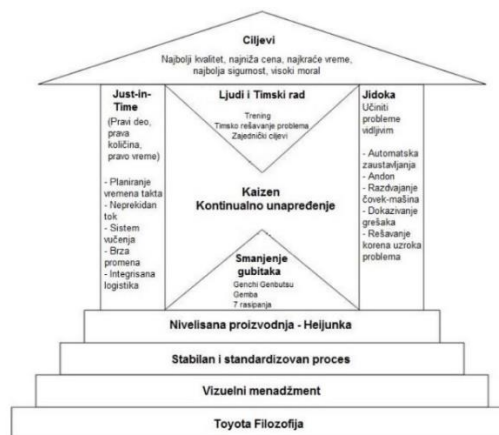 Ciljevi
Najbolji kvalitet, najniža cena, najkraće vreme,
najbolja sigurnost, visoki moral
Just-in-
Time
(Pravi deo,
prava
količina,
pravo vreme)
- Planiranje
vremena takta
- Neprekidan
tok
- Sistem
vučenja
- Brza
promena
- Integrisana
logistika
Ljudi i Timski rad
Trening
Timsko rešavanje problema
Zajednički ciljevi
Kaizen
Kontinualno unapređenje
Smanjenje
gubitaka
Genchi Genbutsu
Gemba
7 rasipanja
Jidoka
Učiniti
probleme
vidljivim
- Automatska
zaustavljanja
- Andon
- Razdvajanje
čovek-mašina
- Dokazivanje
grešaka
- Rešavanje
korena uzroka
problema
Nivelisana proizvodnja - Heijunka
Stabilan i standardizovan proces
Vizuelni menadžment
Toyota Filozofija